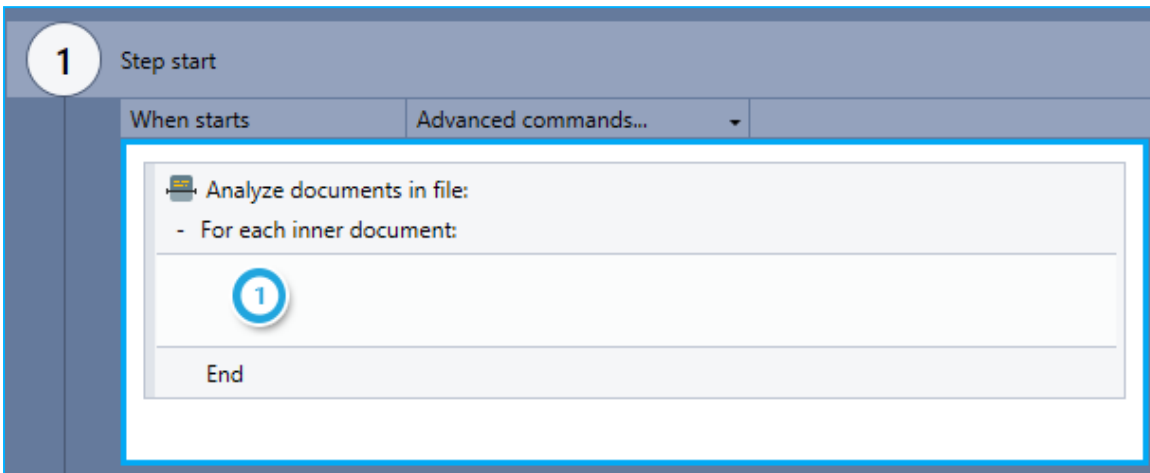 1 Step start
When starts Advanced commands...
Analyze documents in file:
- For each inner document:
1
End